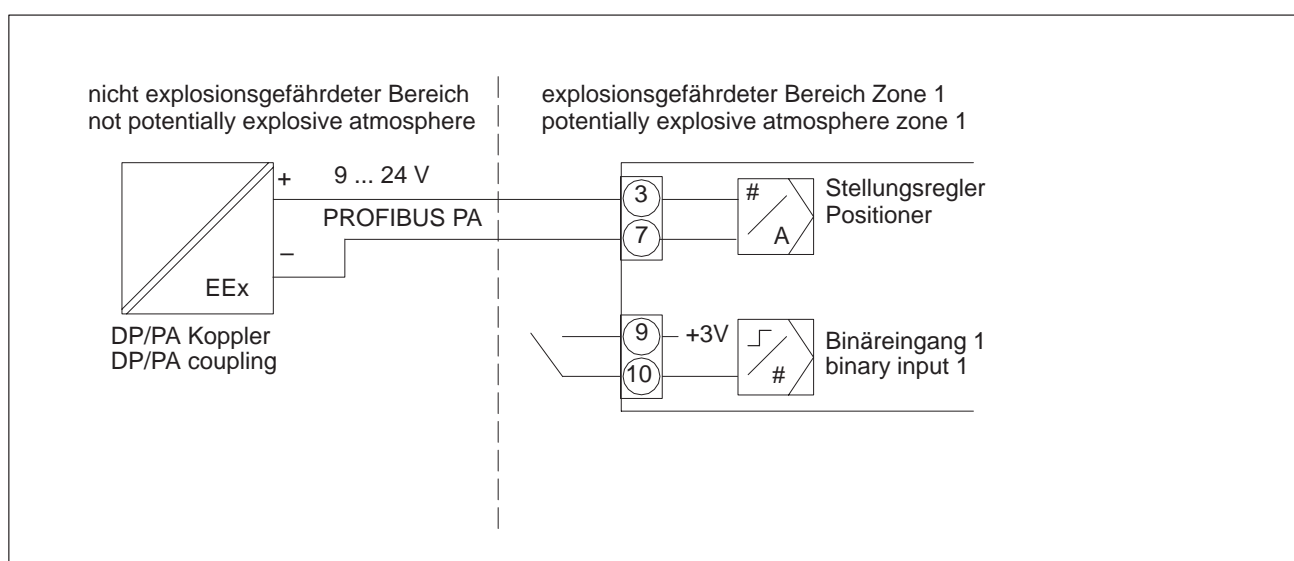 nicht explosionsgefährdeter Bereich
not potentially explosive atmosphere
explosionsgefährdeter Bereich Zone 1
potentially explosive atmosphere zone 1
+
9 ... 24 V
PROFIBUS PA
–
EEx
DP/PA Koppler
DP/PA coupling
3
7
#
A
Stellungsregler
Positioner
9
+3V
10
#
Binäreingang 1
binary input 1